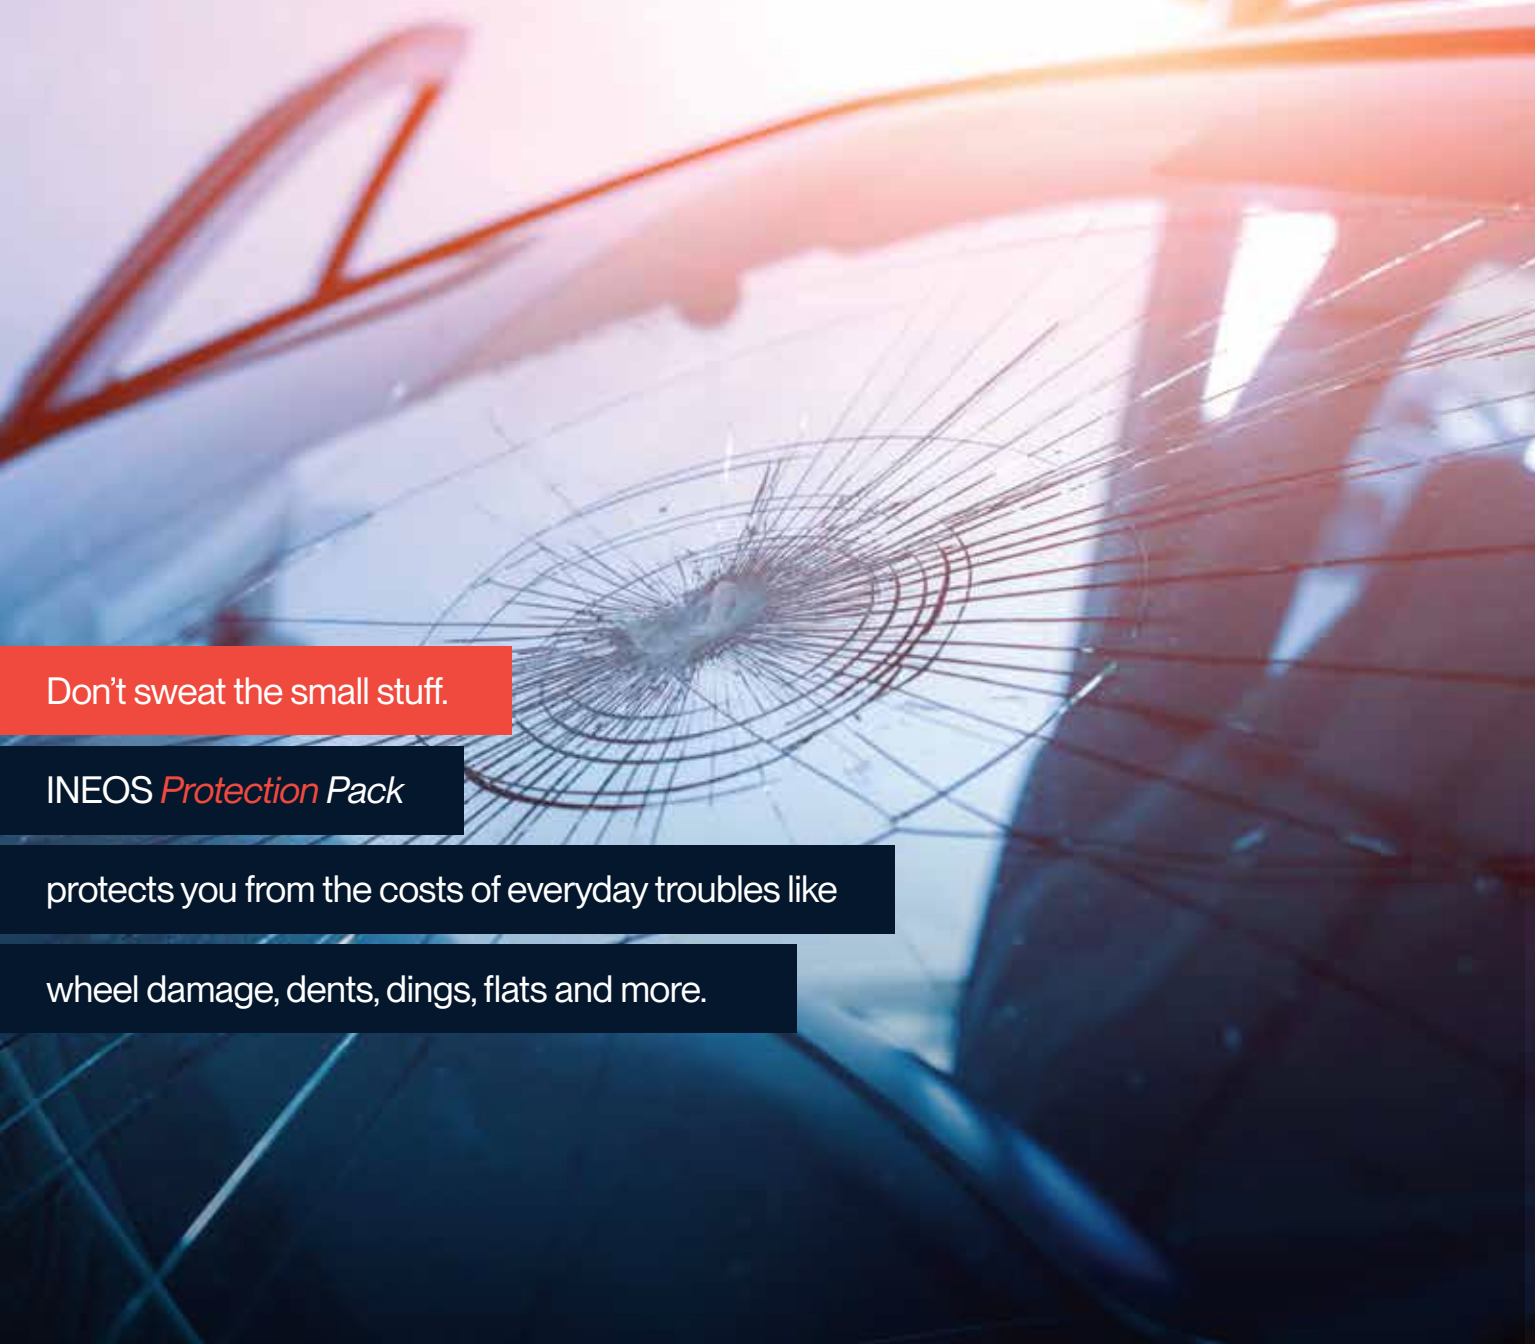 Don’t sweat the small stuff.
INEOS Protection Pack
protects you from the costs of everyday troubles like
wheel damage, dents, dings, flats and more.